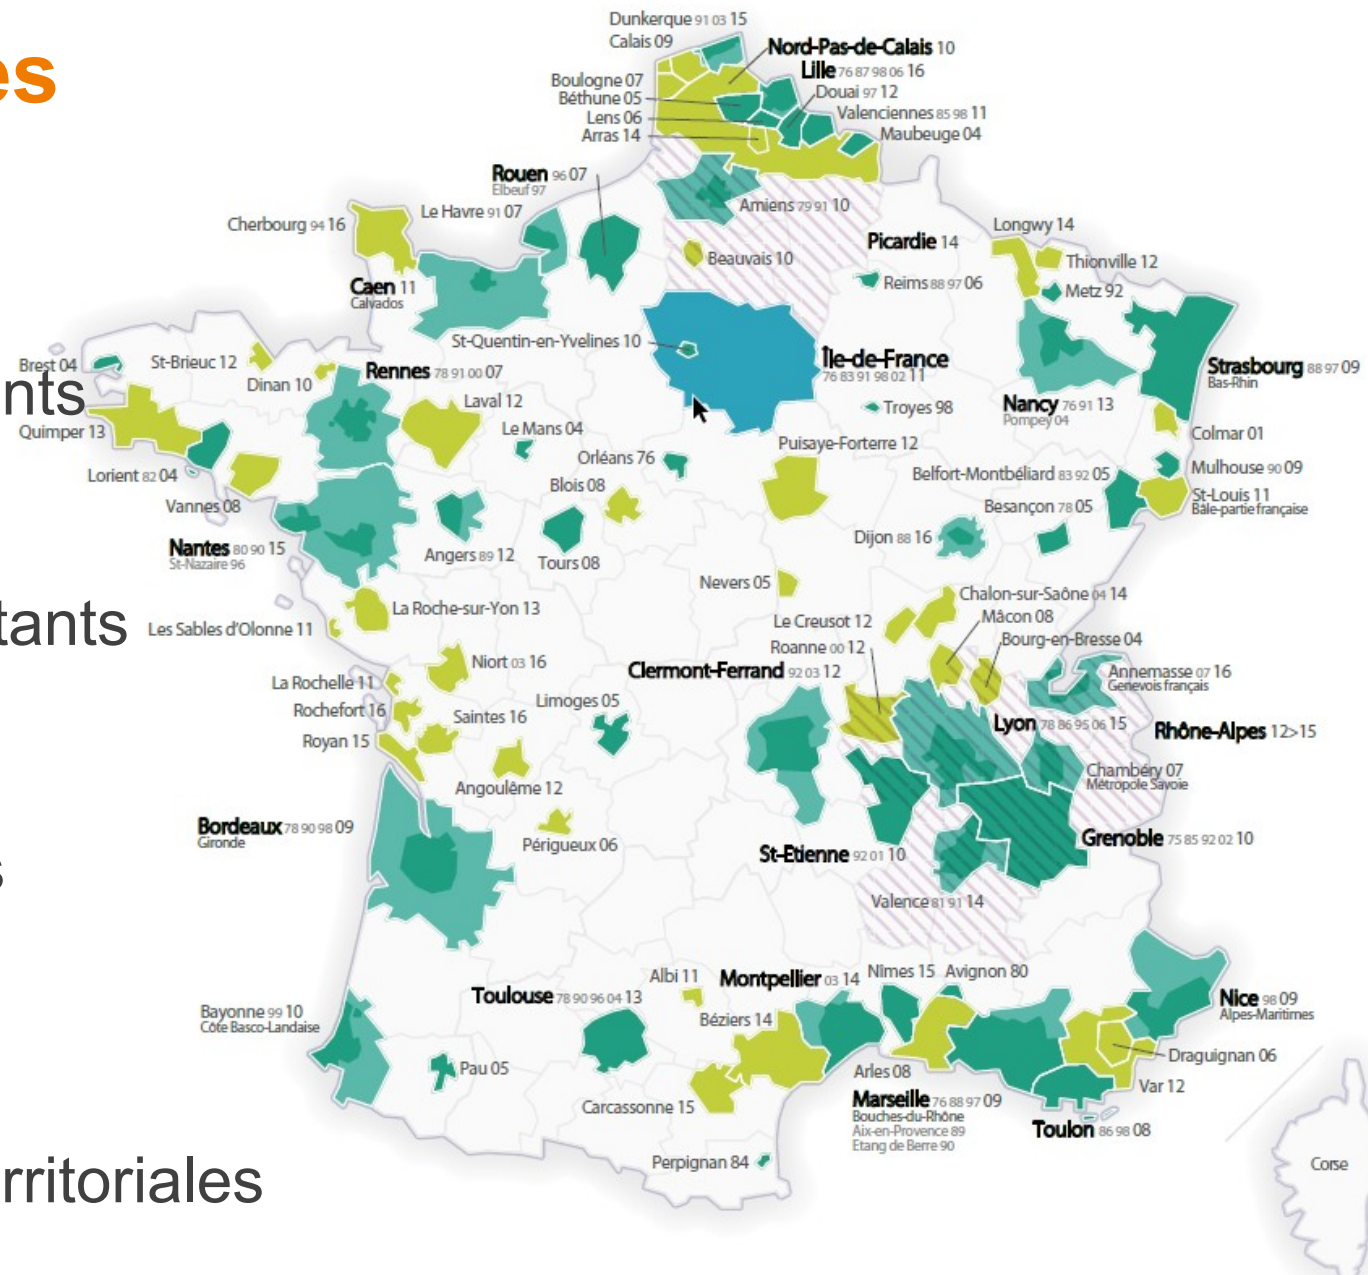 es
nts
tants
s
rritoriales
Dunkerque 91 03 15
Calais 09
Nord-Pas-de-Calais 10
Lille 76 87 98 06 16
Boulogne 07
Douai 97 12
Béthune 05
Valenciennes 85 98 11
Lens 06
Maubeuge 04
Arras 14
Rouen 96 07
Elbeuf 97
Amiens 79 91 10
Le Havre 91 07
Cherbourg 94 16
Longwy 14
Picardie 14
Beauvais 10
Thionville 12
Reims 88 97 06
Metz 92
Caen 11
Calvados
St-Quentin-en-Yvelines 10
Île-de-France
76 83 91 98 02 11
Brest 04
St-Brieuc 12
Dinan 10
Rennes 78 91 00 07
Strasbourg 88 97 09
Bas-Rhin
Laval 12
Troyes 98
Nancy 76 91 13
Pompey 04
Quimper 13
Le Mans 04
Colmar 01
Puisaye-Forterre 12
Orléans 76
Lorient 82 04
Belfort-Montbéliard 83 92 05
Mulhouse 90 09
Blois 08
St-Louis 11
Bâle-partie française
Vannes 08
Besançon 78 05
Dijon 88 16
Nantes 80 90 15
St-Nazaire 96
Angers 89 12
Tours 08
Nevers 05
Chalon-sur-Saône 04 14
La Roche-sur-Yon 13
Mâcon 08
Les Sables d'Olonne 11
Le Creusot 12
Bourg-en-Bresse 04
Roanne 00 12
Niort 03 16
Clermont-Ferrand 92 03 12
Annemasse 07 16
Genevois français
La Rochelle 11
Limoges 05
Rochefort 16
Saintes 16
Lyon 78 86 95 06 15
Rhône-Alpes 12>15
Royan 15
Chambéry 07
Métropole Savoie
Angoulême 12
Bordeaux 78 90 98 09
Gironde
Périgueux 06
Grenoble 75 85 92 02 10
St-Etienne 92 01 10
Valence 81 91 14
Albi 11
Montpellier 03 14
Nîmes 15
Avignon 80
Toulouse 78 90 96 04 13
Nice 98 09
Alpes-Maritimes
Bayonne 99 10
Côte Basco-Landaise
Béziers 14
Draguignan 06
Pau 05
Arles 08
Var 12
Marseille 76 88 97 09
Bouches-du-Rhône
Aix-en-Provence 89
Etang de Berre 90
Carcassonne 15
Toulon 86 98 08
Perpignan 84
Corse